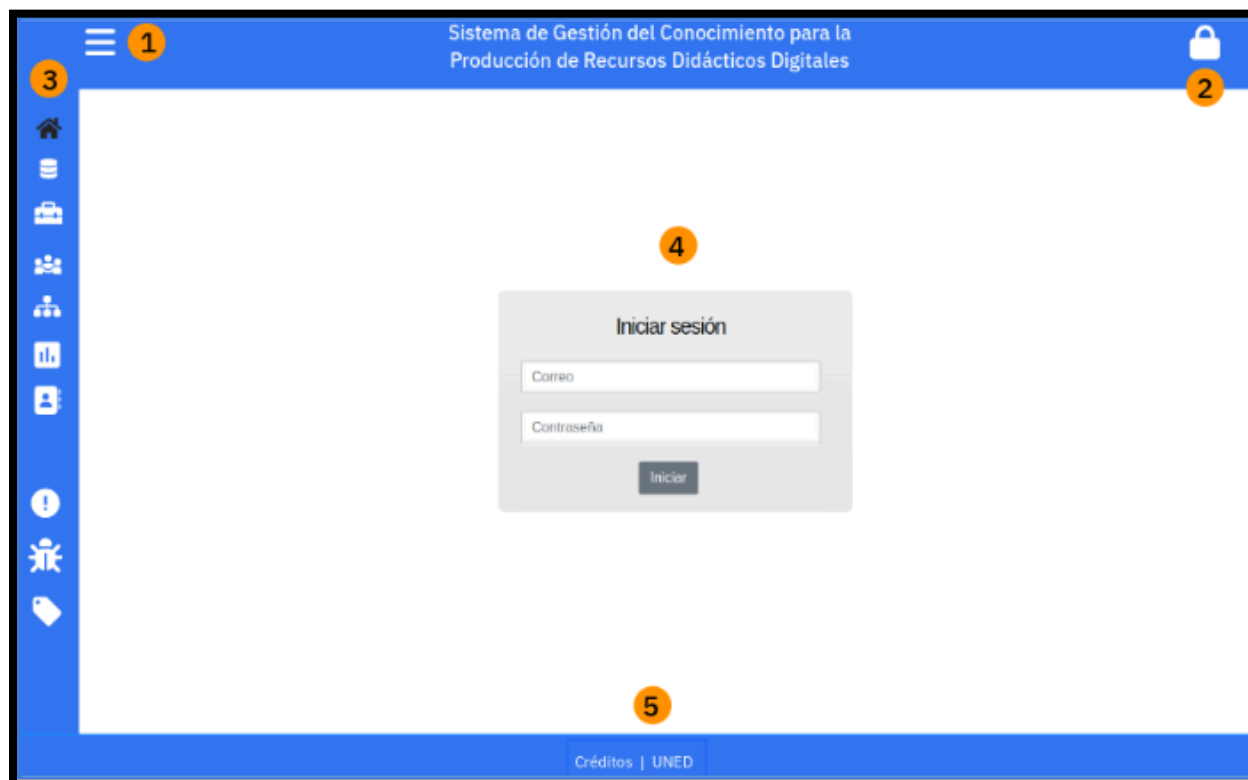 1
Sistema de Gestión del Conocimiento para la
Producción de Recursos Didácticos Digitales
2
3
4
Iniciar sesión
Correo
Contraseña
Iniciar
5
Créditos | UNED